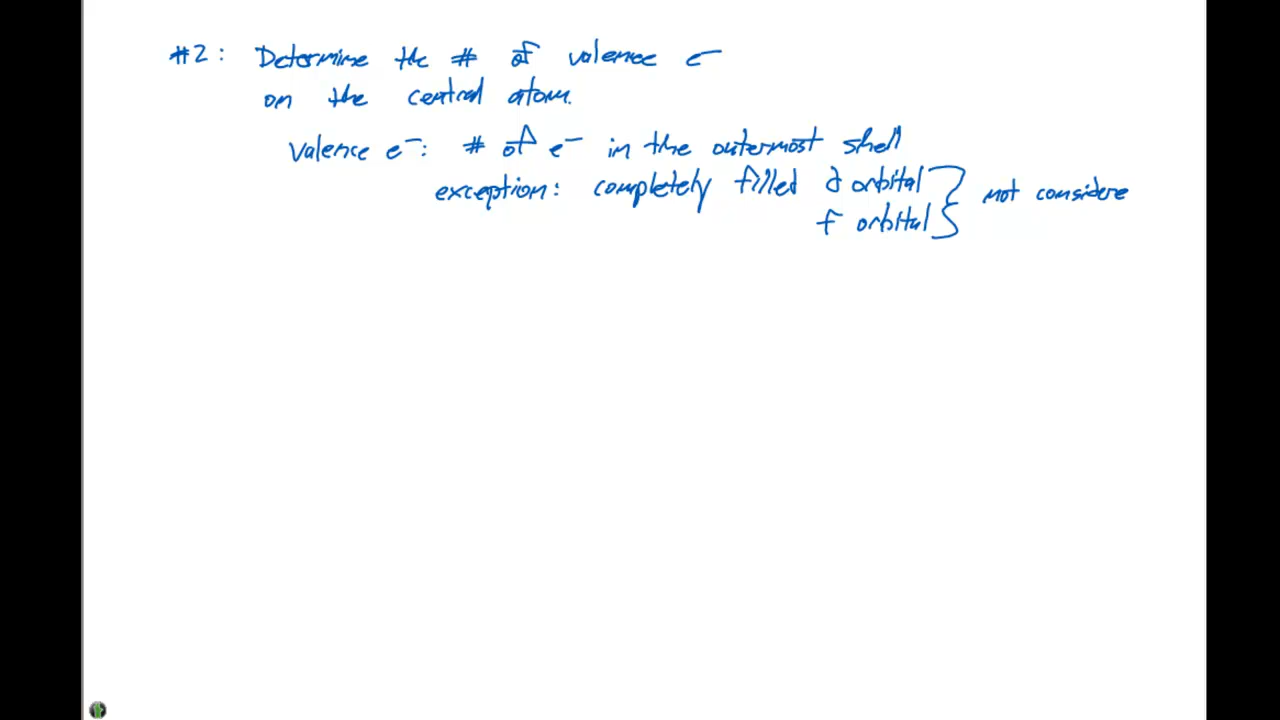 #2: Determine the # of valence e⁻
on the central atom.
valence e⁻: # of e⁻ in the outermost shell
exception: completely filled d orbital } not considere
f orbital